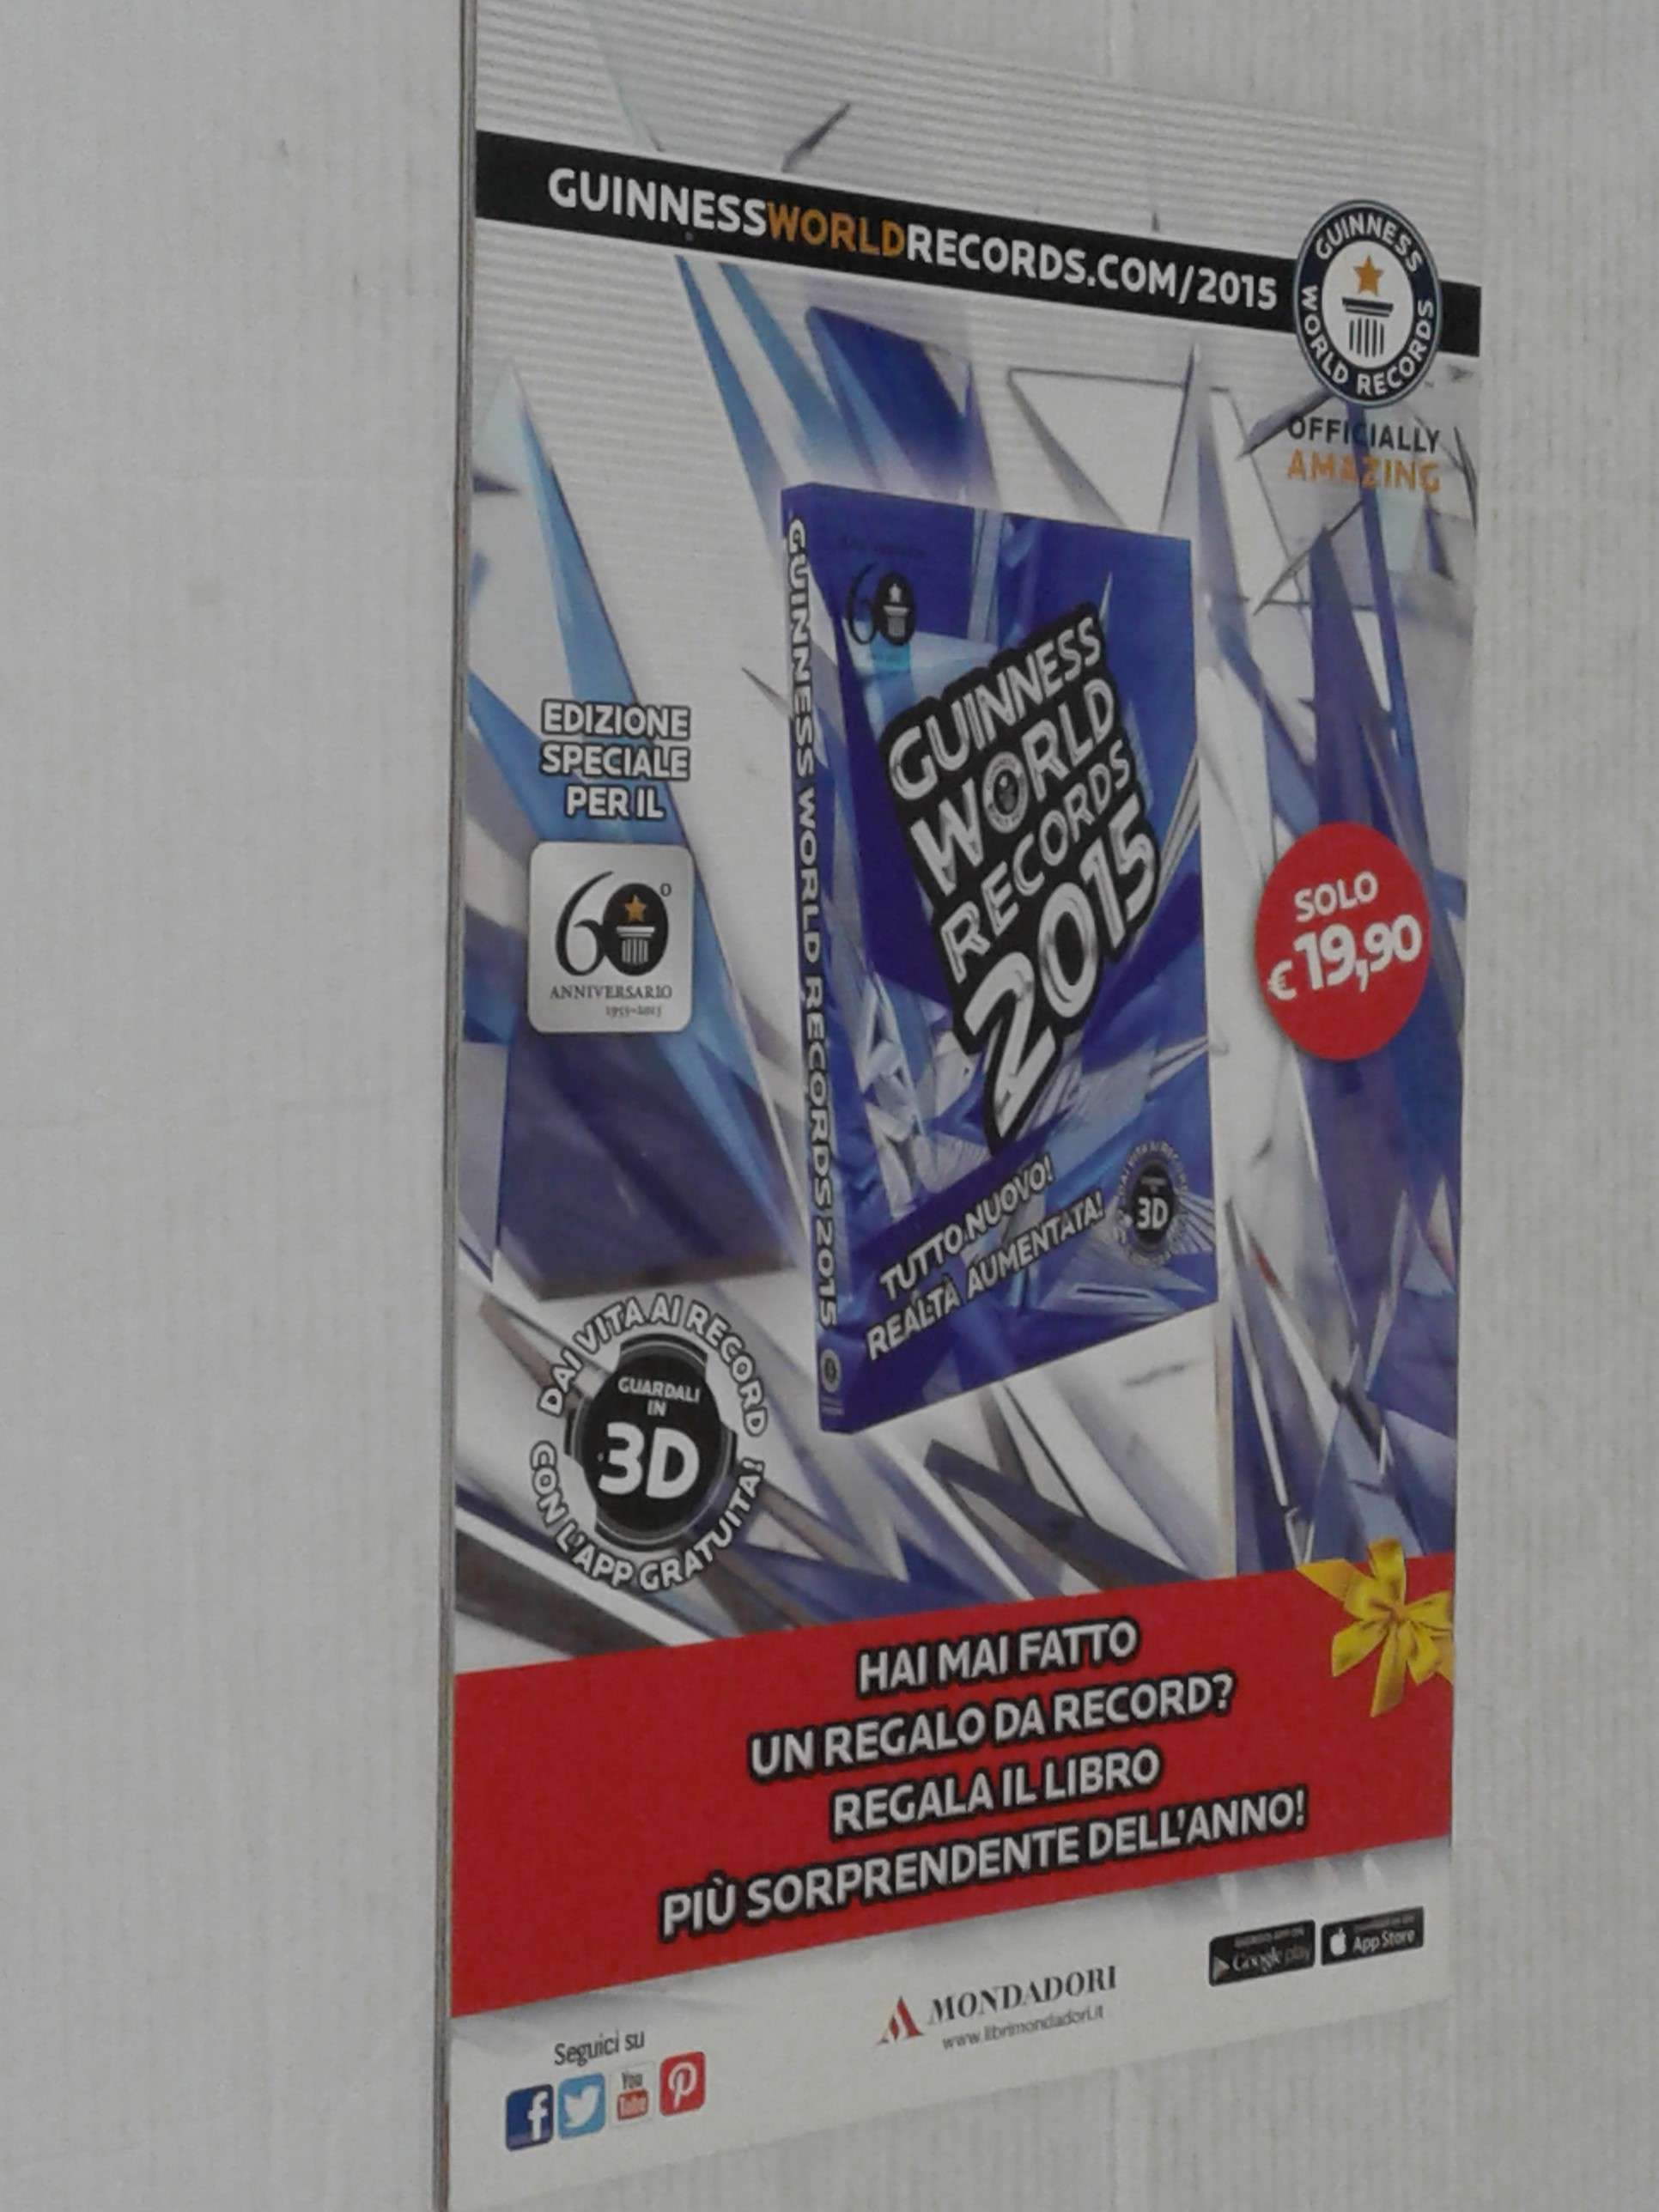 GUINNESSWORLDRECORDS.COM/2015
GUINNESS
WORLD RECORDS
OFFICIALLY
AMAZING
EDIZIONE
SPECIALE
PER IL
60°
ANNIVERSARIO
GUINNESS WORLD RECORDS 2015
60
GUINNESS
WORLD
RECORDS
2015
TUTTO NUOVO!
REALTÀ AUMENTATA!
3D
SOLO
€ 19,90
DAI VITA AI RECORD
GUARDALI
IN
3D
CON L'APP GRATUITA!
HAI MAI FATTO
UN REGALO DA RECORD?
REGALA IL LIBRO
PIÙ SORPRENDENTE DELL'ANNO!
Google play
App Store
MONDADORI
www.librimondadori.it
Seguici su
f
You
Tube